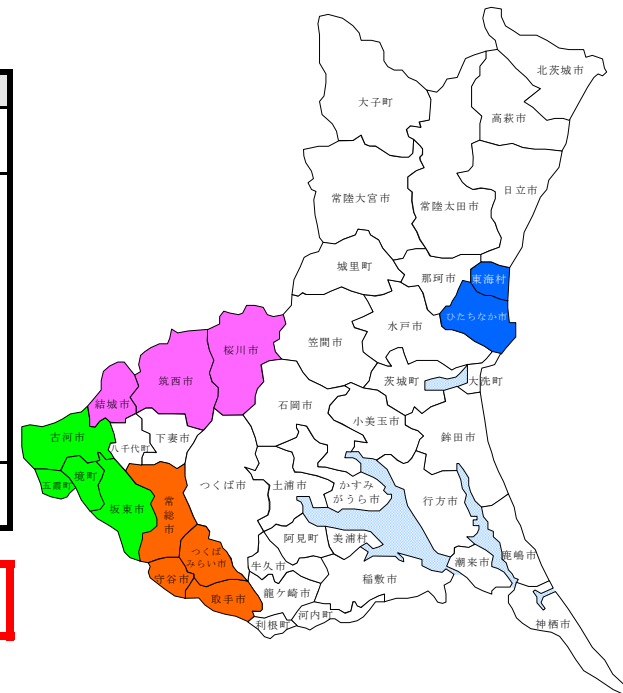 北茨城市
大子町
高萩市
日立市
常陸大宮市
常陸太田市
城里町
那珂市
東海村
ひたちなか市
水戸市
笠間市
桜川市
筑西市
結城市
茨城町
大洗町
石岡市
小美玉市
鉾田市
古河市
八千代町
下妻市
五霞町
境町
坂東市
常総市
つくば市
土浦市
かすみ
がうら市
行方市
つくば
みらい市
阿見町
美浦村
潮来市
鹿嶋市
守谷市
牛久市
稲敷市
取手市
龍ケ崎市
利根町
河内町
神栖市